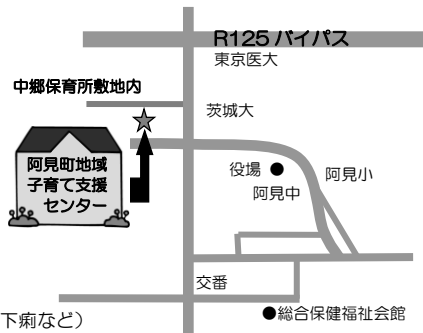 R125 バイパス
東京医大
中郷保育所敷地内
茨城大
阿見町地域
子育て支援
センター
役場
阿見小
阿見中
交番
総合保健福祉会館
下痢など）